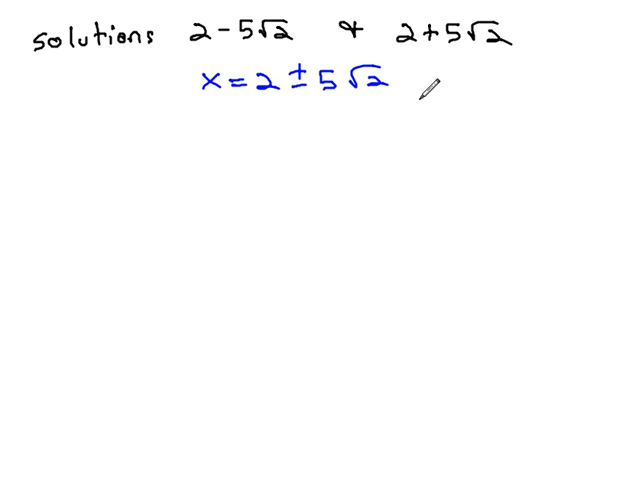 solutions 2 - 5√2 & 2 + 5√2
x = 2 ± 5√2